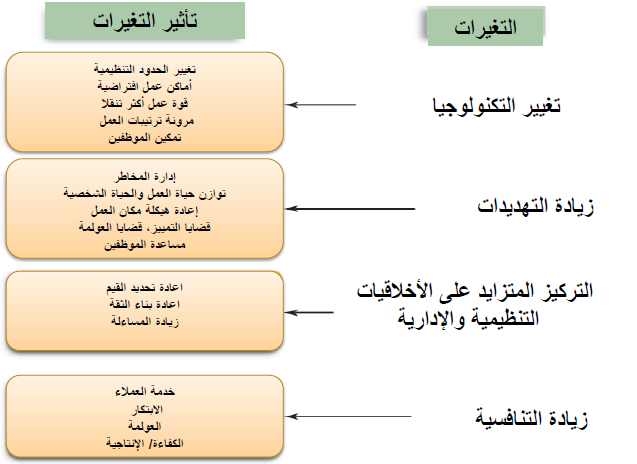 التغيرات
تأثير التغيرات
تغيير التكنولوجيا
تغيير الحدود التنظيمية
أماكن عمل افتراضية
قوة عمل أكثر تنقلا
مرونة ترتيبات العمل
تمكين الموظفين
زيادة التهديدات
إدارة المخاطر
توازن حياة العمل والحياة الشخصية
إعادة هيكلة مكان العمل
قضايا التمييز، قضايا العولمة
مساعدة الموظفين
التركيز المتزايد على الأخلاقيات
التنظيمية والإدارية
اعادة تحديد القيم
اعادة بناء الثقة
زيادة المساءلة
زيادة التنافسية
خدمة العملاء
الابتكار
العولمة
الكفاءة/ الإنتاجية